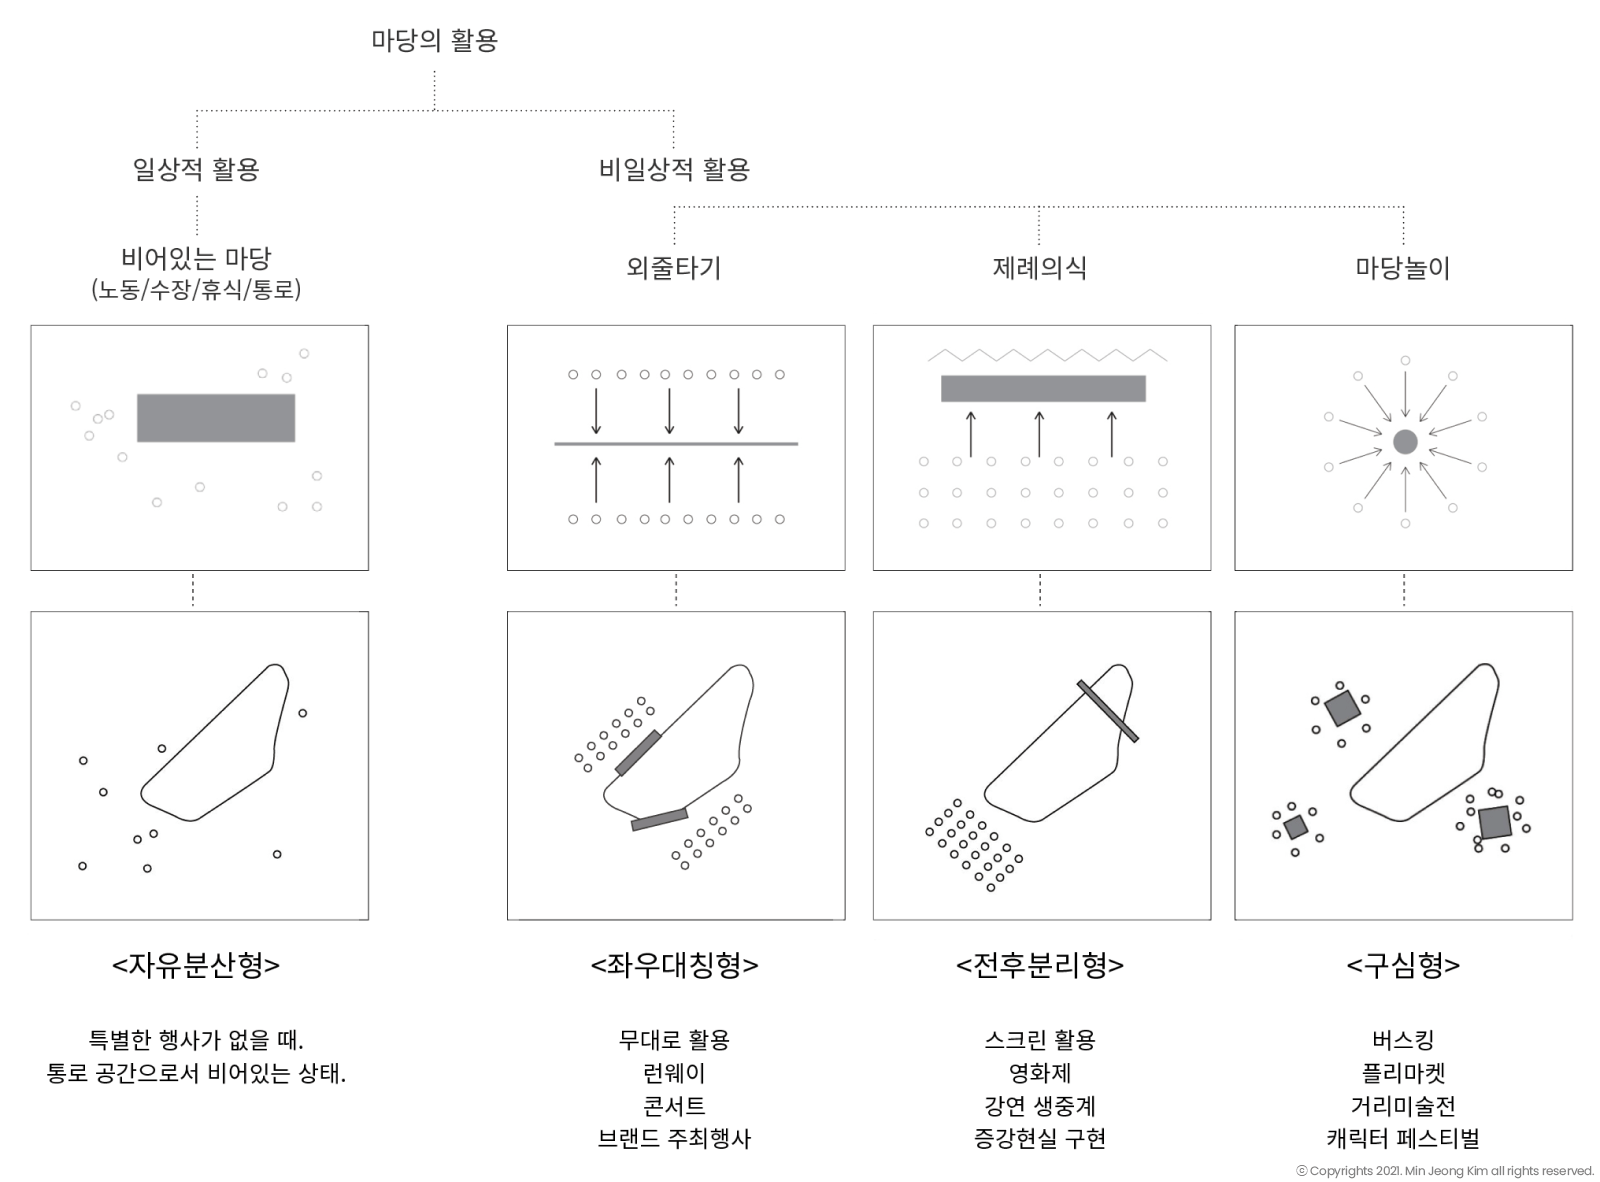 마당의 활용
일상적 활용
비일상적 활용
비어있는 마당
(노동/수장/휴식/통로)
외줄타기
제례의식
마당놀이
<자유분산형>
<좌우대칭형>
<전후분리형>
<구심형>
특별한 행사가 없을 때.
통로 공간으로서 비어있는 상태.
무대로 활용
런웨이
콘서트
브랜드 주최행사
스크린 활용
영화제
강연 생중계
증강현실 구현
버스킹
플리마켓
거리미술전
캐릭터 페스티벌
ⓒ Copyrights 2021. Min Jeong Kim all rights reserved.